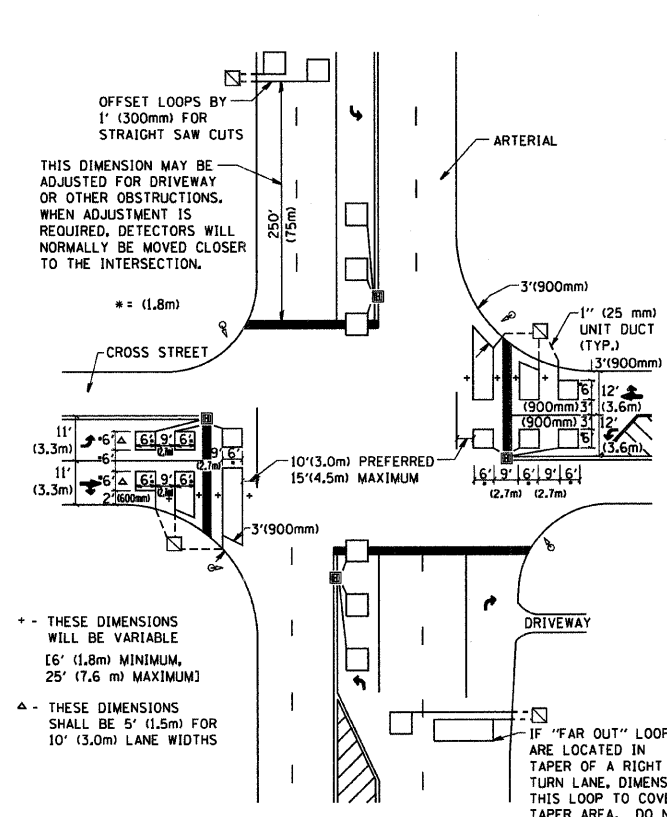 OFFSET LOOPS BY
1' (300mm) FOR
STRAIGHT SAW CUTS
THIS DIMENSION MAY BE
ADJUSTED FOR DRIVEWAY
OR OTHER OBSTRUCTIONS.
WHEN ADJUSTMENT IS
REQUIRED, DETECTORS WILL
NORMALLY BE MOVED CLOSER
TO THE INTERSECTION.
* = (1.8m)
250'
(75m)
ARTERIAL
3'(900mm)
1" (25 mm)
UNIT DUCT
(TYP.)
3'(900mm)
CROSS STREET
6'
12'
(3.6m)
(900mm) 3'
(900mm) 3'
12'
(3.6m)
6'
6' 9' 6' 9' 6'
(2.7m) (2.7m)
11'
(3.3m)
*6'
6' 9' 6'
(2.7m)
*6'
9' 6'
(2.7m)
11'
(3.3m)
*6'
6' 9' 6'
(2.7m)
2' (600mm)
10'(3.0m) PREFERRED
15'(4.5m) MAXIMUM
3'(900mm)
+ - THESE DIMENSIONS
WILL BE VARIABLE
[6' (1.8m) MINIMUM,
25' (7.6 m) MAXIMUM]
△ - THESE DIMENSIONS
SHALL BE 5' (1.5m) FOR
10' (3.0m) LANE WIDTHS
DRIVEWAY
IF "FAR OUT" LOOP
ARE LOCATED IN
TAPER OF A RIGHT
TURN LANE, DIMENS
THIS LOOP TO COVE
TAPER AREA. DO N